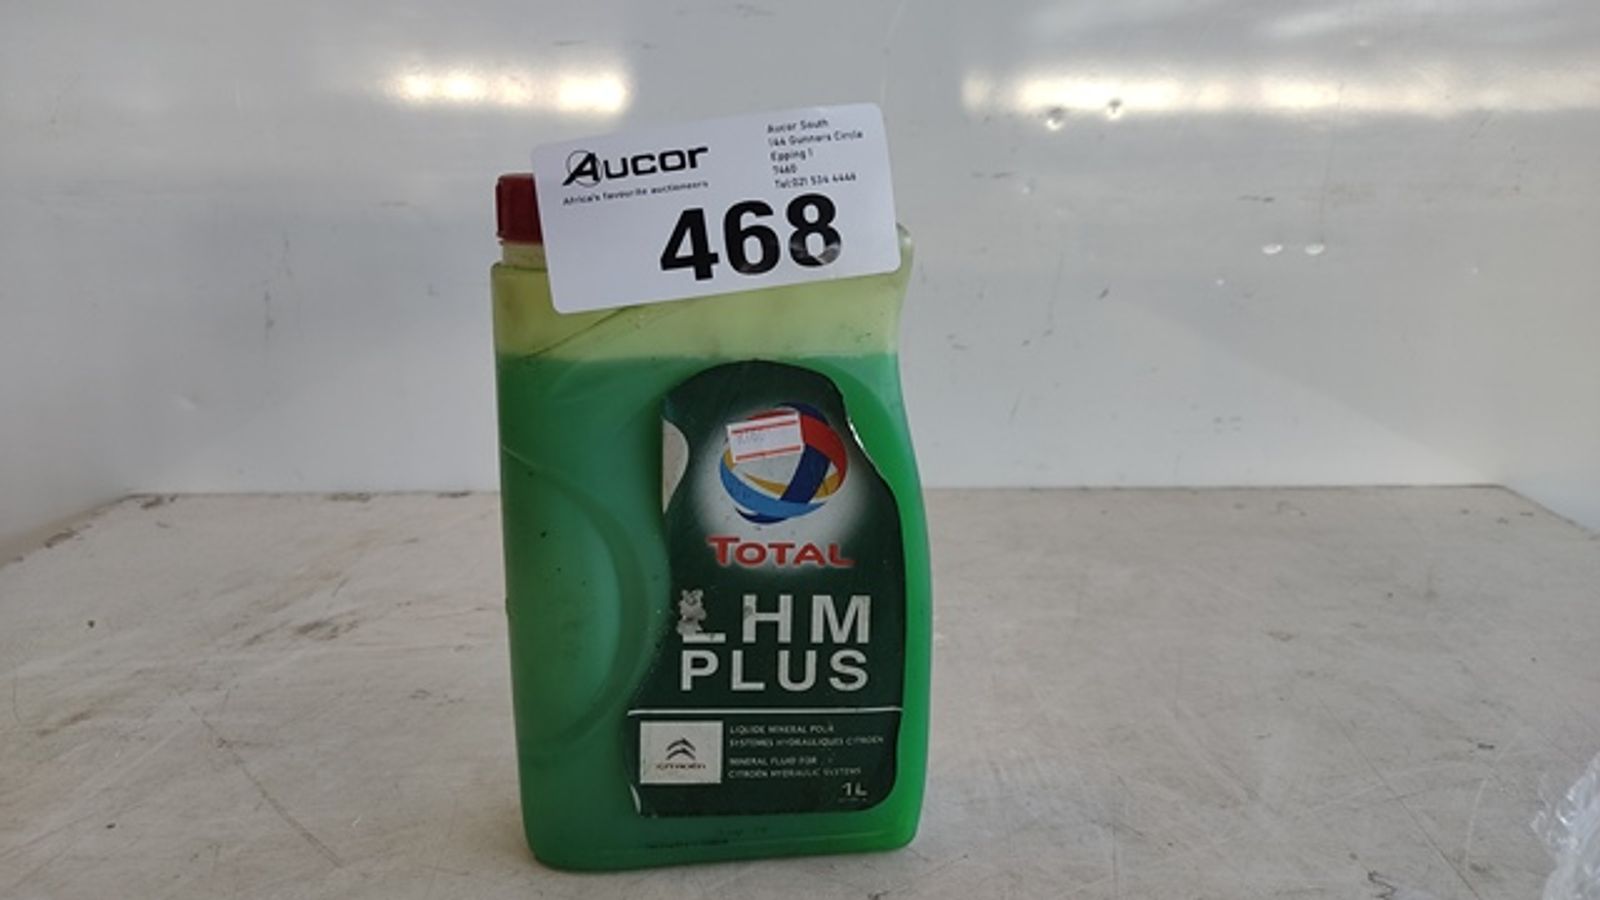 Aucor
Africa's favourite auctioneers
Aucor South
144 Gunners Circle
Epping 1
7460
Tel:021 534 4446
468
TOTAL
LHM
PLUS
LIQUIDE MINERAL POUR
SYSTEMES HYDRAULIQUES CITROËN
MINERAL FLUID FOR
CITROËN HYDRAULIC SYSTEMS
CITROËN
1L